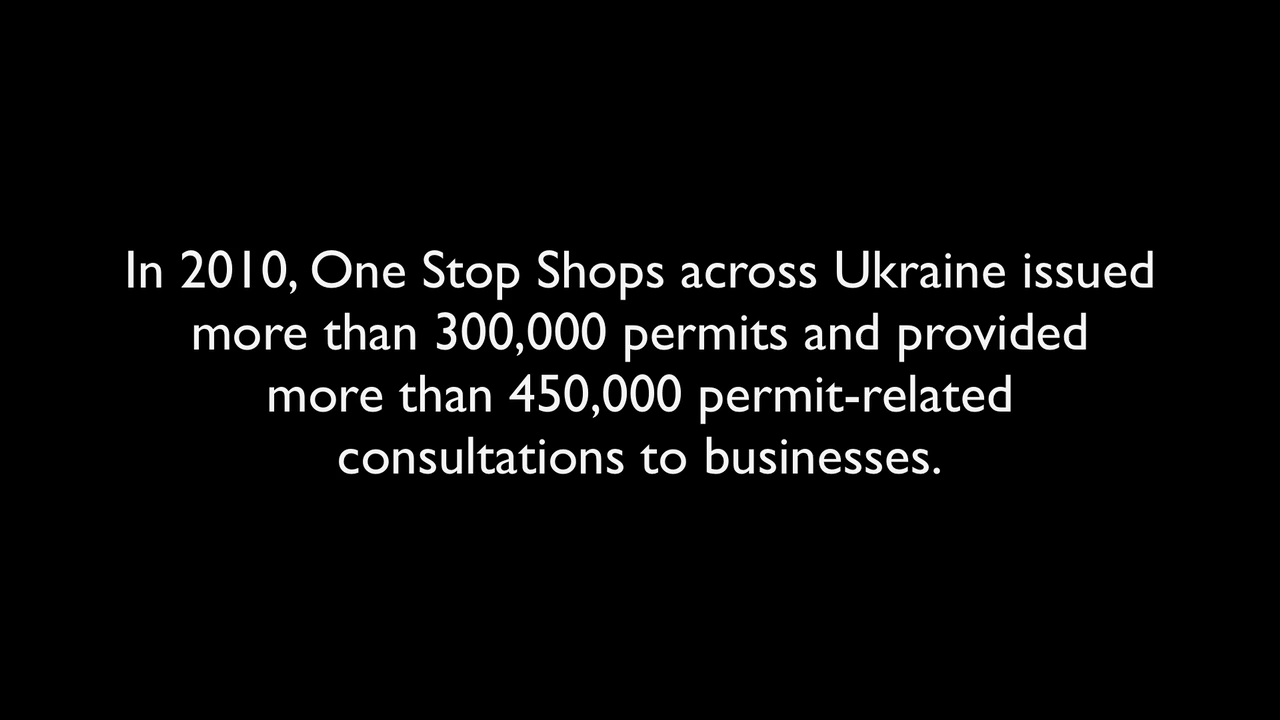 In 2010, One Stop Shops across Ukraine issued
more than 300,000 permits and provided
more than 450,000 permit-related
consultations to businesses.